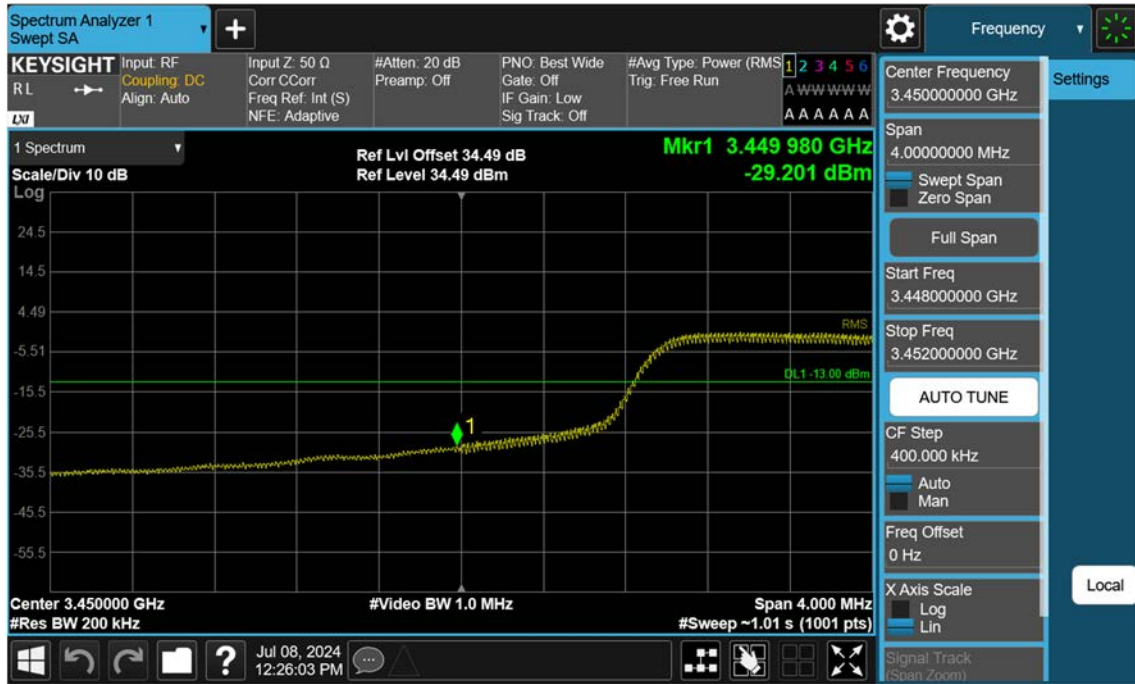 Spectrum Analyzer 1
Swept SA
+
Frequency
KEYSIGHT
R L
LXI
Input: RF
Coupling: DC
Align: Auto
Input Z: 50 Ω
Corr CCorr
Freq Ref: Int (S)
NFE: Adaptive
#Atten: 20 dB
Preamp: Off
PNO: Best Wide
Gate: Off
IF Gain: Low
Sig Track: Off
#Avg Type: Power (RMS
Trig: Free Run
1 2 3 4 5 6
A W W W W W
A A A A A A
1 Spectrum
Scale/Div 10 dB
Ref Lvl Offset 34.49 dB
Ref Level 34.49 dBm
Mkr1 3.449 980 GHz
-29.201 dBm
Log
24.5
14.5
4.49
-5.51
-15.5
-25.5
-35.5
-45.5
-55.5
RMS
DL1 -13.00 dBm
1
Center 3.450000 GHz
#Res BW 200 kHz
#Video BW 1.0 MHz
Span 4.000 MHz
#Sweep ~1.01 s (1001 pts)
Center Frequency
3.450000000 GHz
Span
4.00000000 MHz
Swept Span
Zero Span
Full Span
Start Freq
3.448000000 GHz
Stop Freq
3.452000000 GHz
AUTO TUNE
CF Step
400.000 kHz
Auto
Man
Freq Offset
0 Hz
X Axis Scale
Log
Lin
Signal Track
(Span Zoom)
Settings
Local
?
Jul 08, 2024
12:26:03 PM